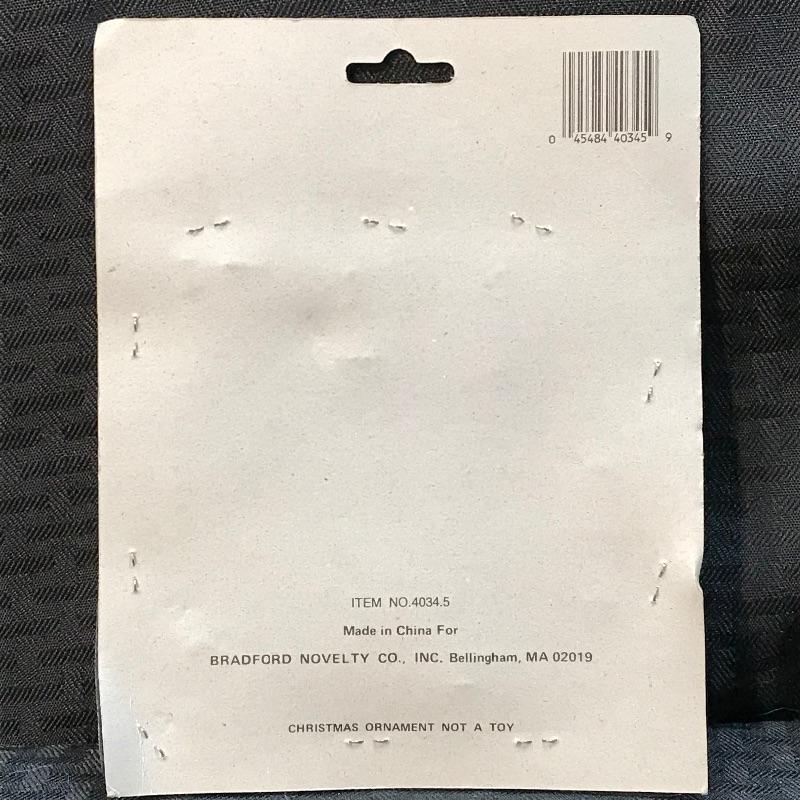 0 45484 40345 9
ITEM NO.4034.5
Made in China For
BRADFORD NOVELTY CO., INC. Bellingham, MA 02019
CHRISTMAS ORNAMENT NOT A TOY